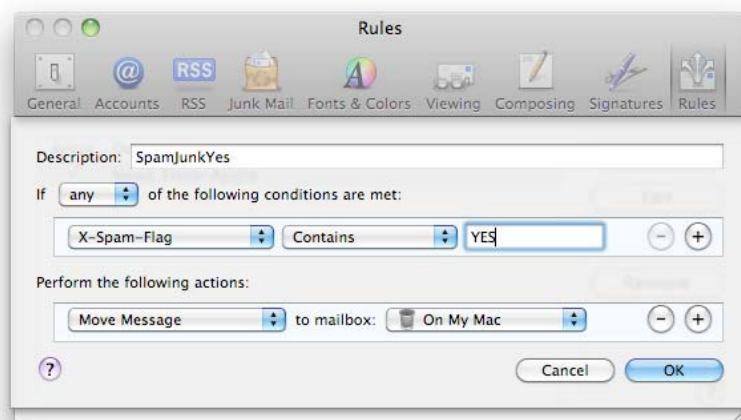 Rules
RSS
General Accounts RSS Junk Mail Fonts & Colors Viewing Composing Signatures Rules
Description: SpamJunkYes
If any of the following conditions are met:
X-Spam-Flag Contains YES
Perform the following actions:
Move Message to mailbox: On My Mac
? Cancel OK